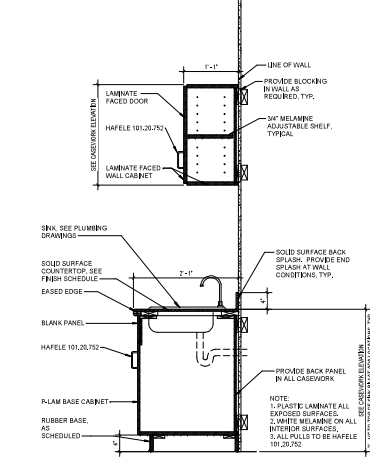 1'-1"
LINE OF WALL
PROVIDE BLOCKING
IN WALL AS
REQUIRED, TYP.
LAMINATE
FACED DOOR
SEE CASEWORK ELEVATION
HAFELE 101.20.752
3/4" MELAMINE
ADJUSTABLE SHELF,
TYPICAL
LAMINATE FACED
WALL CABINET
SINK, SEE PLUMBING
DRAWINGS
SOLID SURFACE
COUNTERTOP, SEE
FINISH SCHEDULE
EASED EDGE
2'-1"
SOLID SURFACE BACK
SPLASH. PROVIDE END
SPLASH AT WALL
CONDITIONS, TYP.
4"
BLANK PANEL
HAFELE 101.20.752
PROVIDE BACK PANEL
IN ALL CASEWORK
P-LAM BASE CABINET
RUBBER BASE,
AS
SCHEDULED
4"
NOTE:
1. PLASTIC LAMINATE ALL
EXPOSED SURFACES.
2. WHITE MELAMINE ON ALL
INTERIOR SURFACES.
3. ALL PULLS TO BE HAFELE
101.20.752
SEE CASEWORK ELEVATION